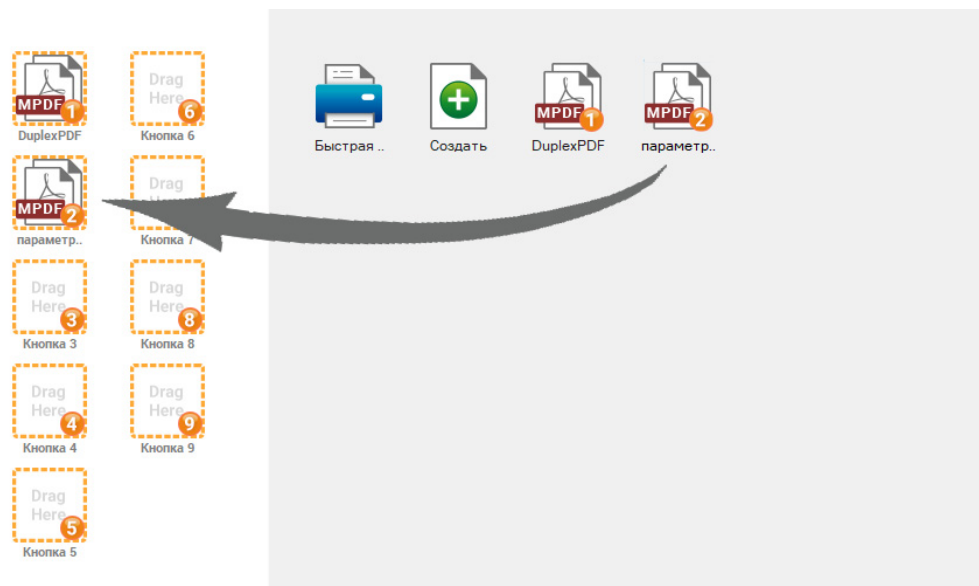 MPDF 1
DuplexPDF
Drag
Here
6
Кнопка 6
MPDF 2
параметр..
Drag
Кнопка 7
Drag
Here
3
Кнопка 3
Drag
Here
8
Кнопка 8
Drag
Here
4
Кнопка 4
Drag
Here
9
Кнопка 9
Drag
Here
5
Кнопка 5
Быстрая ..
Создать
MPDF 1
DuplexPDF
MPDF 2
параметр..